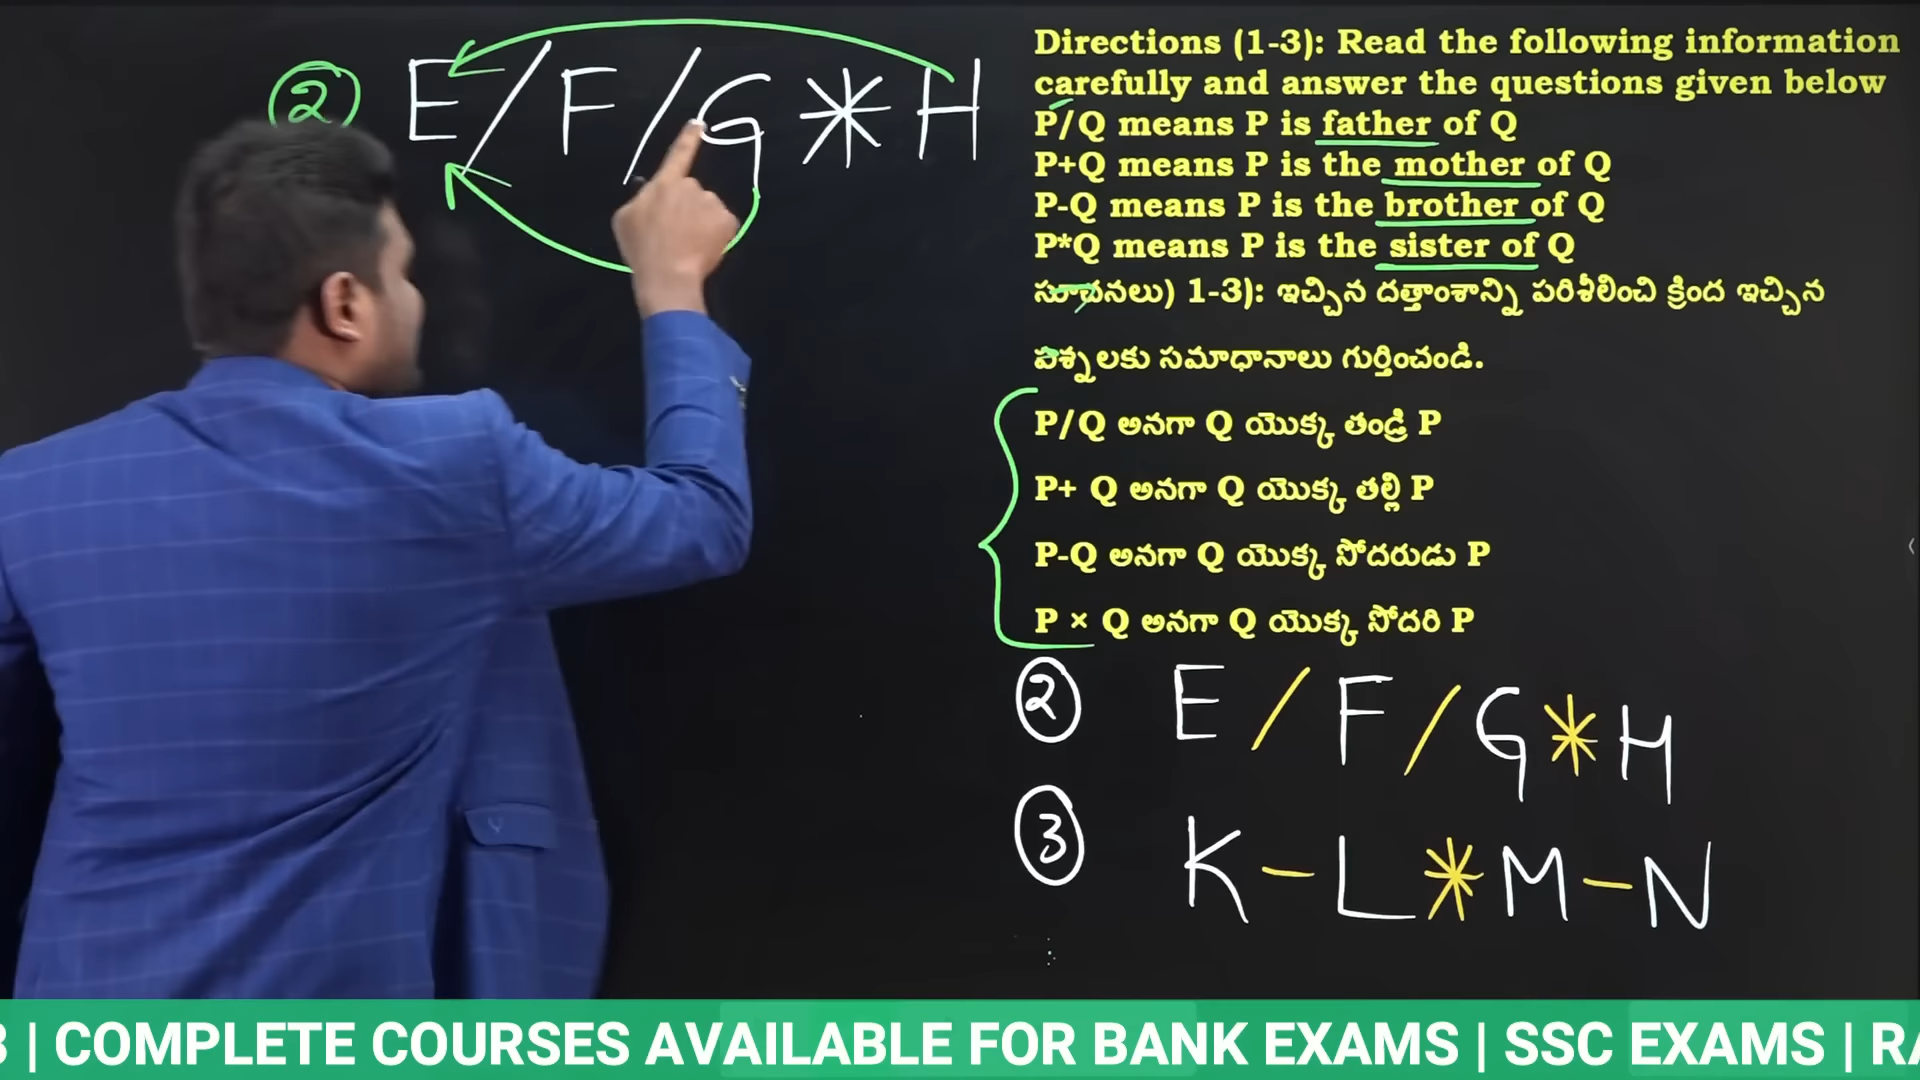 ② E / F / G * H
Directions (1-3): Read the following information
carefully and answer the questions given below
P/Q means P is father of Q
P+Q means P is the mother of Q
P-Q means P is the brother of Q
P*Q means P is the sister of Q
సూచనలు) 1-3): ఇచ్చిన దత్తాంశాన్ని పరిశీలించి క్రింద ఇచ్చిన
ప్రశ్నలకు సమాధానాలు గుర్తించండి.
P/Q అనగా Q యొక్క తండ్రి P
P+ Q అనగా Q యొక్క తల్లి P
P-Q అనగా Q యొక్క సోదరుడు P
P × Q అనగా Q యొక్క సోదరి P
② E / F / G * H
③ K - L * M - N
| COMPLETE COURSES AVAILABLE FOR BANK EXAMS | SSC EXAMS |